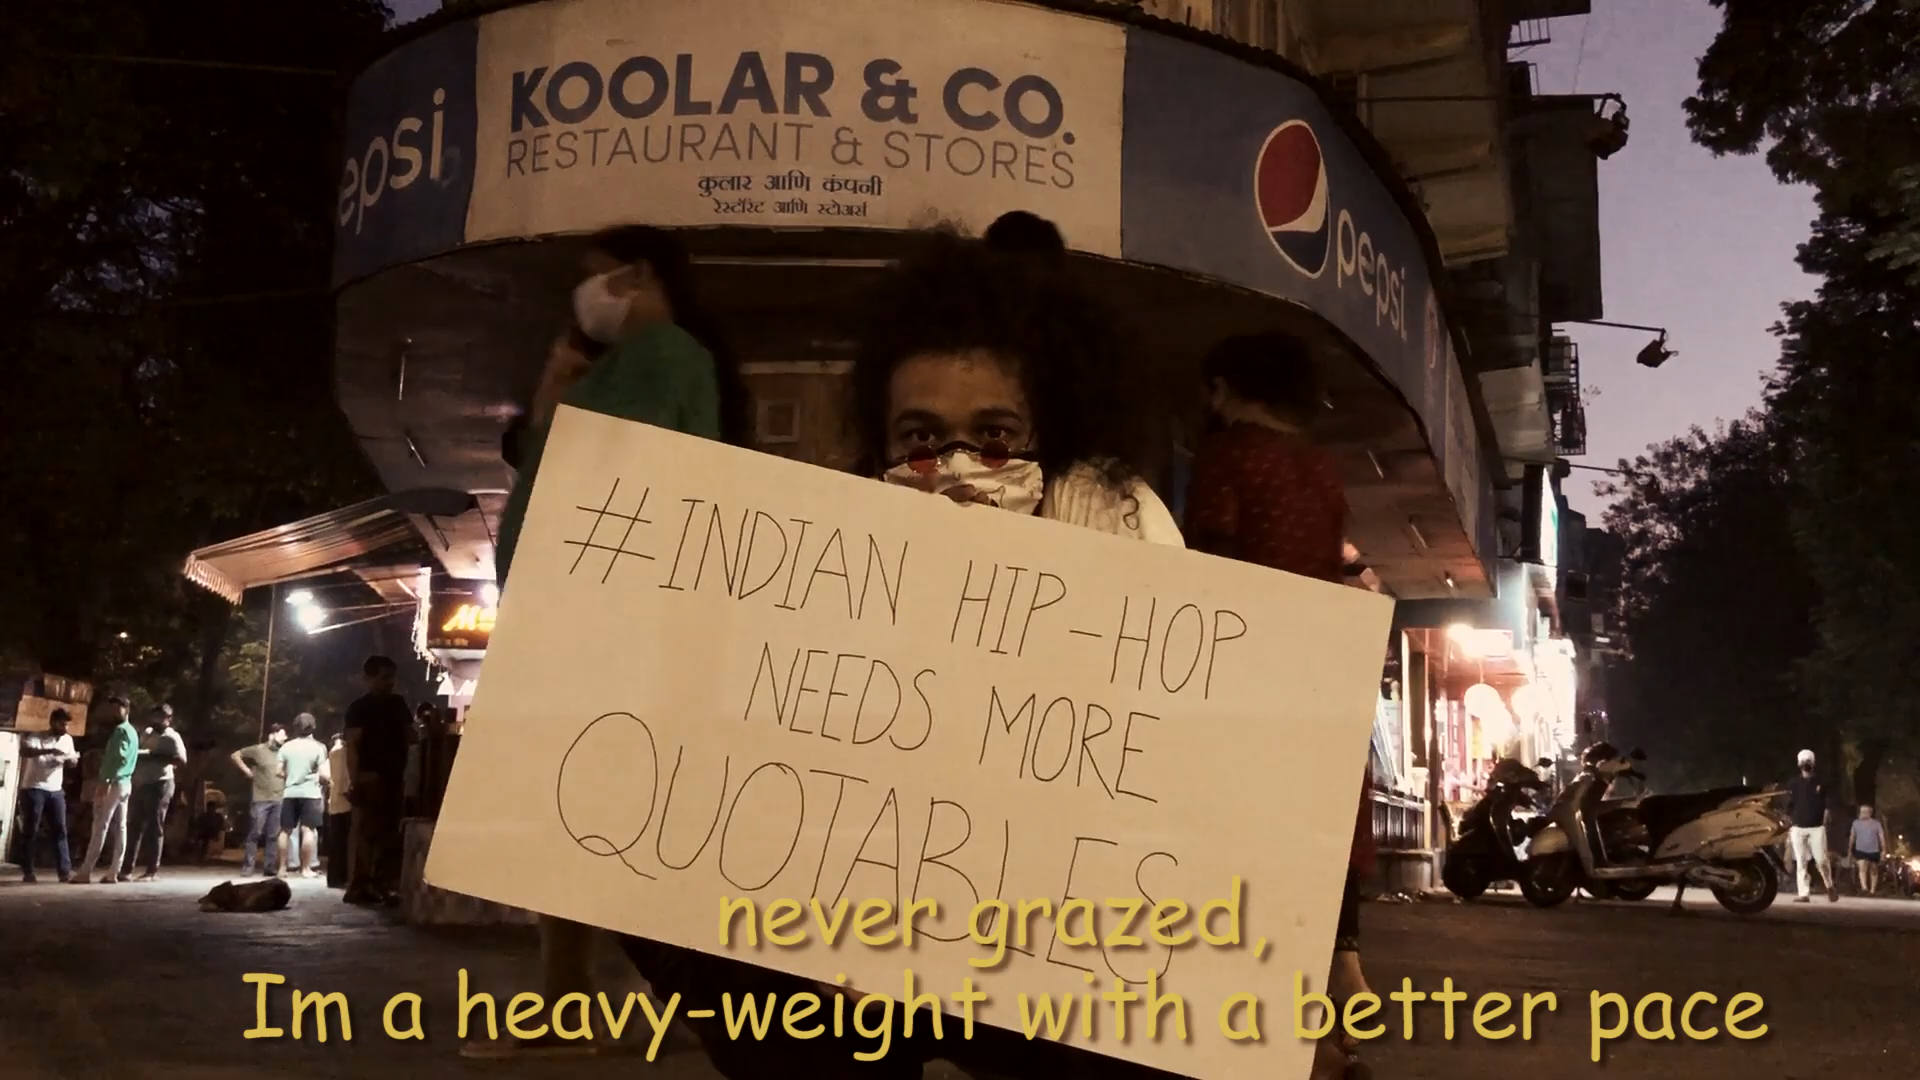 epsi
KOOLAR & CO.
RESTAURANT & STORES
कुलार आणि कंपनी
रेस्टॉरंट आणि स्टोअर्स
pepsi
#INDIAN HIP-HOP
NEEDS MORE
QUOTABLES
never grazed,
Im a heavy-weight with a better pace